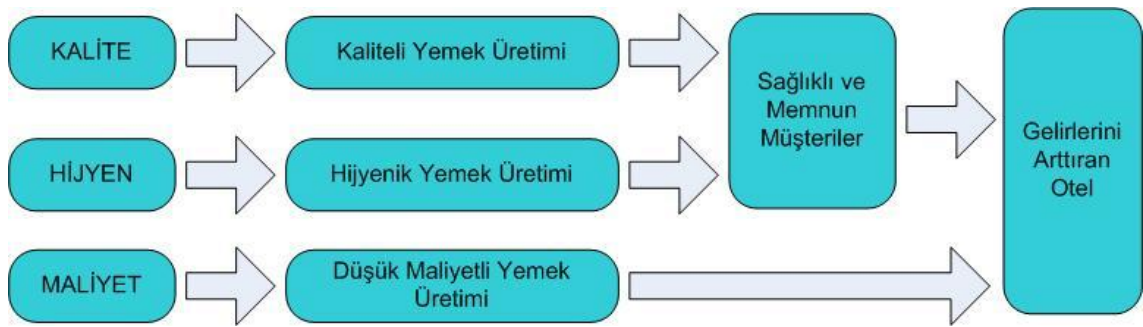 KALİTE
Kaliteli Yemek Üretimi
Sağlıklı ve
Memnun
Müşteriler
Gelirlerini
Arttıran
Otel
HİJYEN
Hijyenik Yemek Üretimi
MALİYET
Düşük Maliyetli Yemek
Üretimi